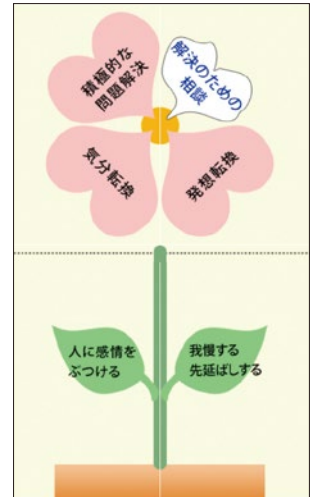 積極的な
問題解決
解決のための
相談
気分転換
発想転換
人に感情を
ぶつける
我慢する
先延ばしする